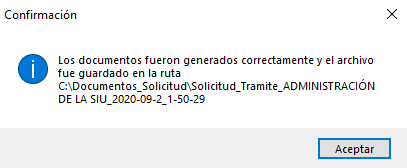 Confirmación
Los documentos fueron generados correctamente y el archivo
fue guardado en la ruta
C:\Documentos_Solicitud\Solicitud_Tramite_ADMINISTRACIÓN
DE LA SIU_2020-09-2_1-50-29
Aceptar